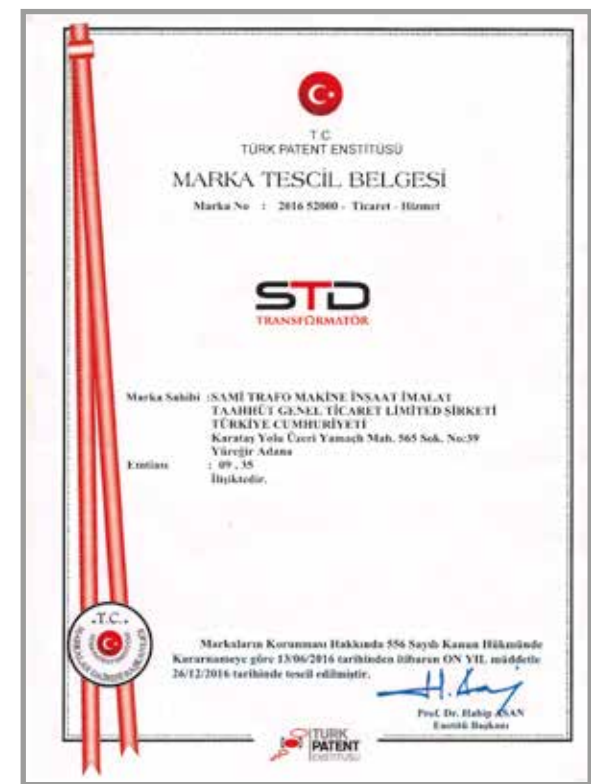 T.C.
TÜRK PATENT ENSTİTÜSÜ
MARKA TESCİL BELGESİ
Marka No : 2016 52000 - Ticaret - Hizmet
STD
TRANSFORMATÖR
Marka Sahibi :SAMİ TRAFO MAKİNE İNŞAAT İMALAT
TAAHHÜT GENEL TİCARET LİMİTED ŞİRKETİ
TÜRKİYE CUMHURİYETİ
Karataş Yolu Üzeri Yamaçlı Mah. 565 Sok. No:39
Yüreğir Adana
Emtiası : 09 , 35
İlişiktedir.
.T.C.
Markaların Korunması Hakkında 556 Sayılı Kanun Hükmünde
Kararnameye göre 13/06/2016 tarihinden itibaren ON YIL müddetle
26/12/2016 tarihinde tescil edilmiştir.
Prof. Dr. Habip ASAN
Enstitü Başkanı
TÜRK
PATENT
ENSTİTÜSÜ